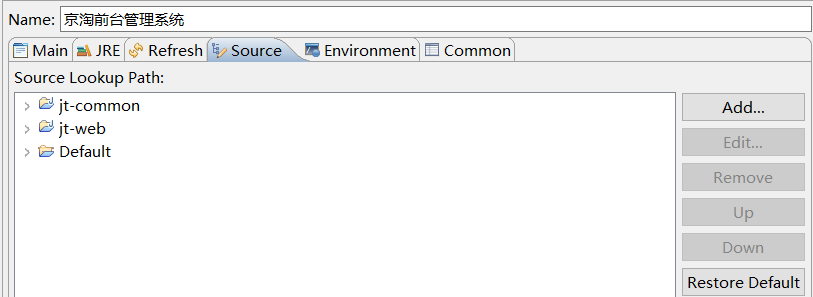 Name: 京淘前台管理系统
Main JRE Refresh Source Environment Common
Source Lookup Path:
jt-common
jt-web
Default
Add...
Edit...
Remove
Up
Down
Restore Default